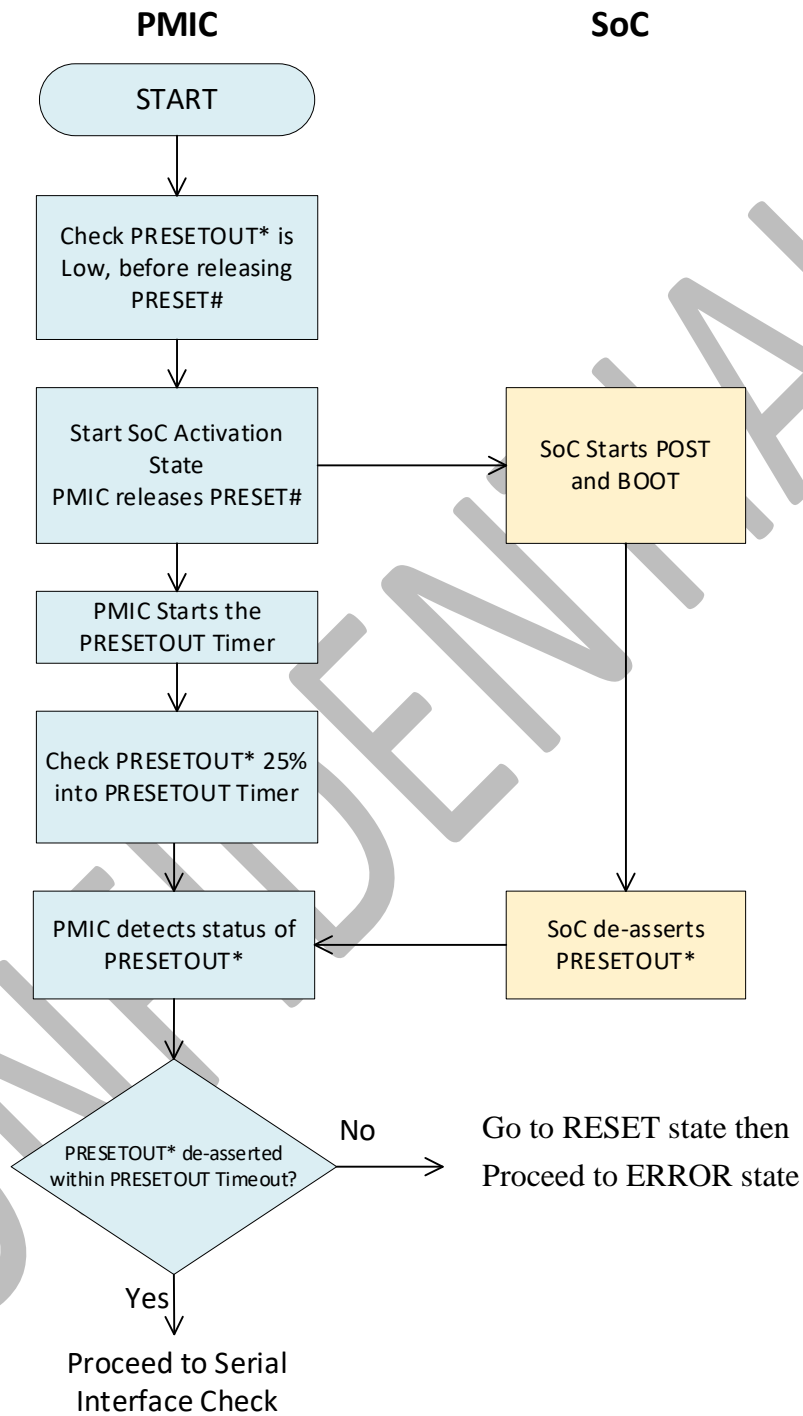 PMIC
SoC
START
Check PRESETOUT* is
Low, before releasing
PRESET#
Start SoC Activation
State
PMIC releases PRESET#
SoC Starts POST
and BOOT
PMIC Starts the
PRESETOUT Timer
Check PRESETOUT* 25%
into PRESETOUT Timer
PMIC detects status of
PRESETOUT*
SoC de-asserts
PRESETOUT*
PRESETOUT* de-asserted
within PRESETOUT Timeout?
No
Go to RESET state then
Proceed to ERROR state
Yes
Proceed to Serial
Interface Check